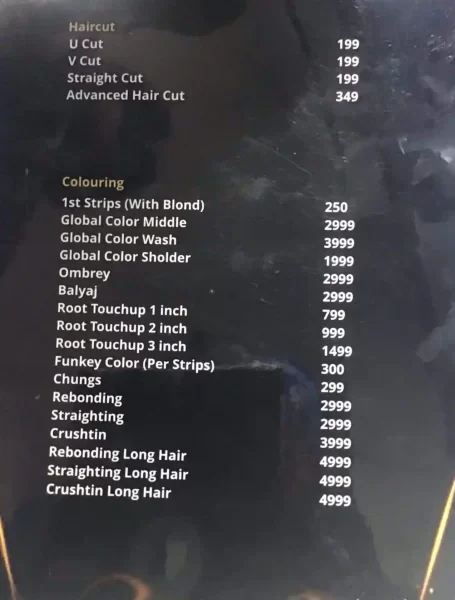 Haircut
U Cut 199
V Cut 199
Straight Cut 199
Advanced Hair Cut 349
Colouring
1st Strips (With Blond) 250
Global Color Middle 2999
Global Color Wash 3999
Global Color Sholder 1999
Ombrey 2999
Balyaj 2999
Root Touchup 1 inch 799
Root Touchup 2 inch 999
Root Touchup 3 inch 1499
Funkey Color (Per Strips) 300
Chungs 299
Rebonding 2999
Straighting 2999
Crushtin 3999
Rebonding Long Hair 4999
Straighting Long Hair 4999
Crushtin Long Hair 4999